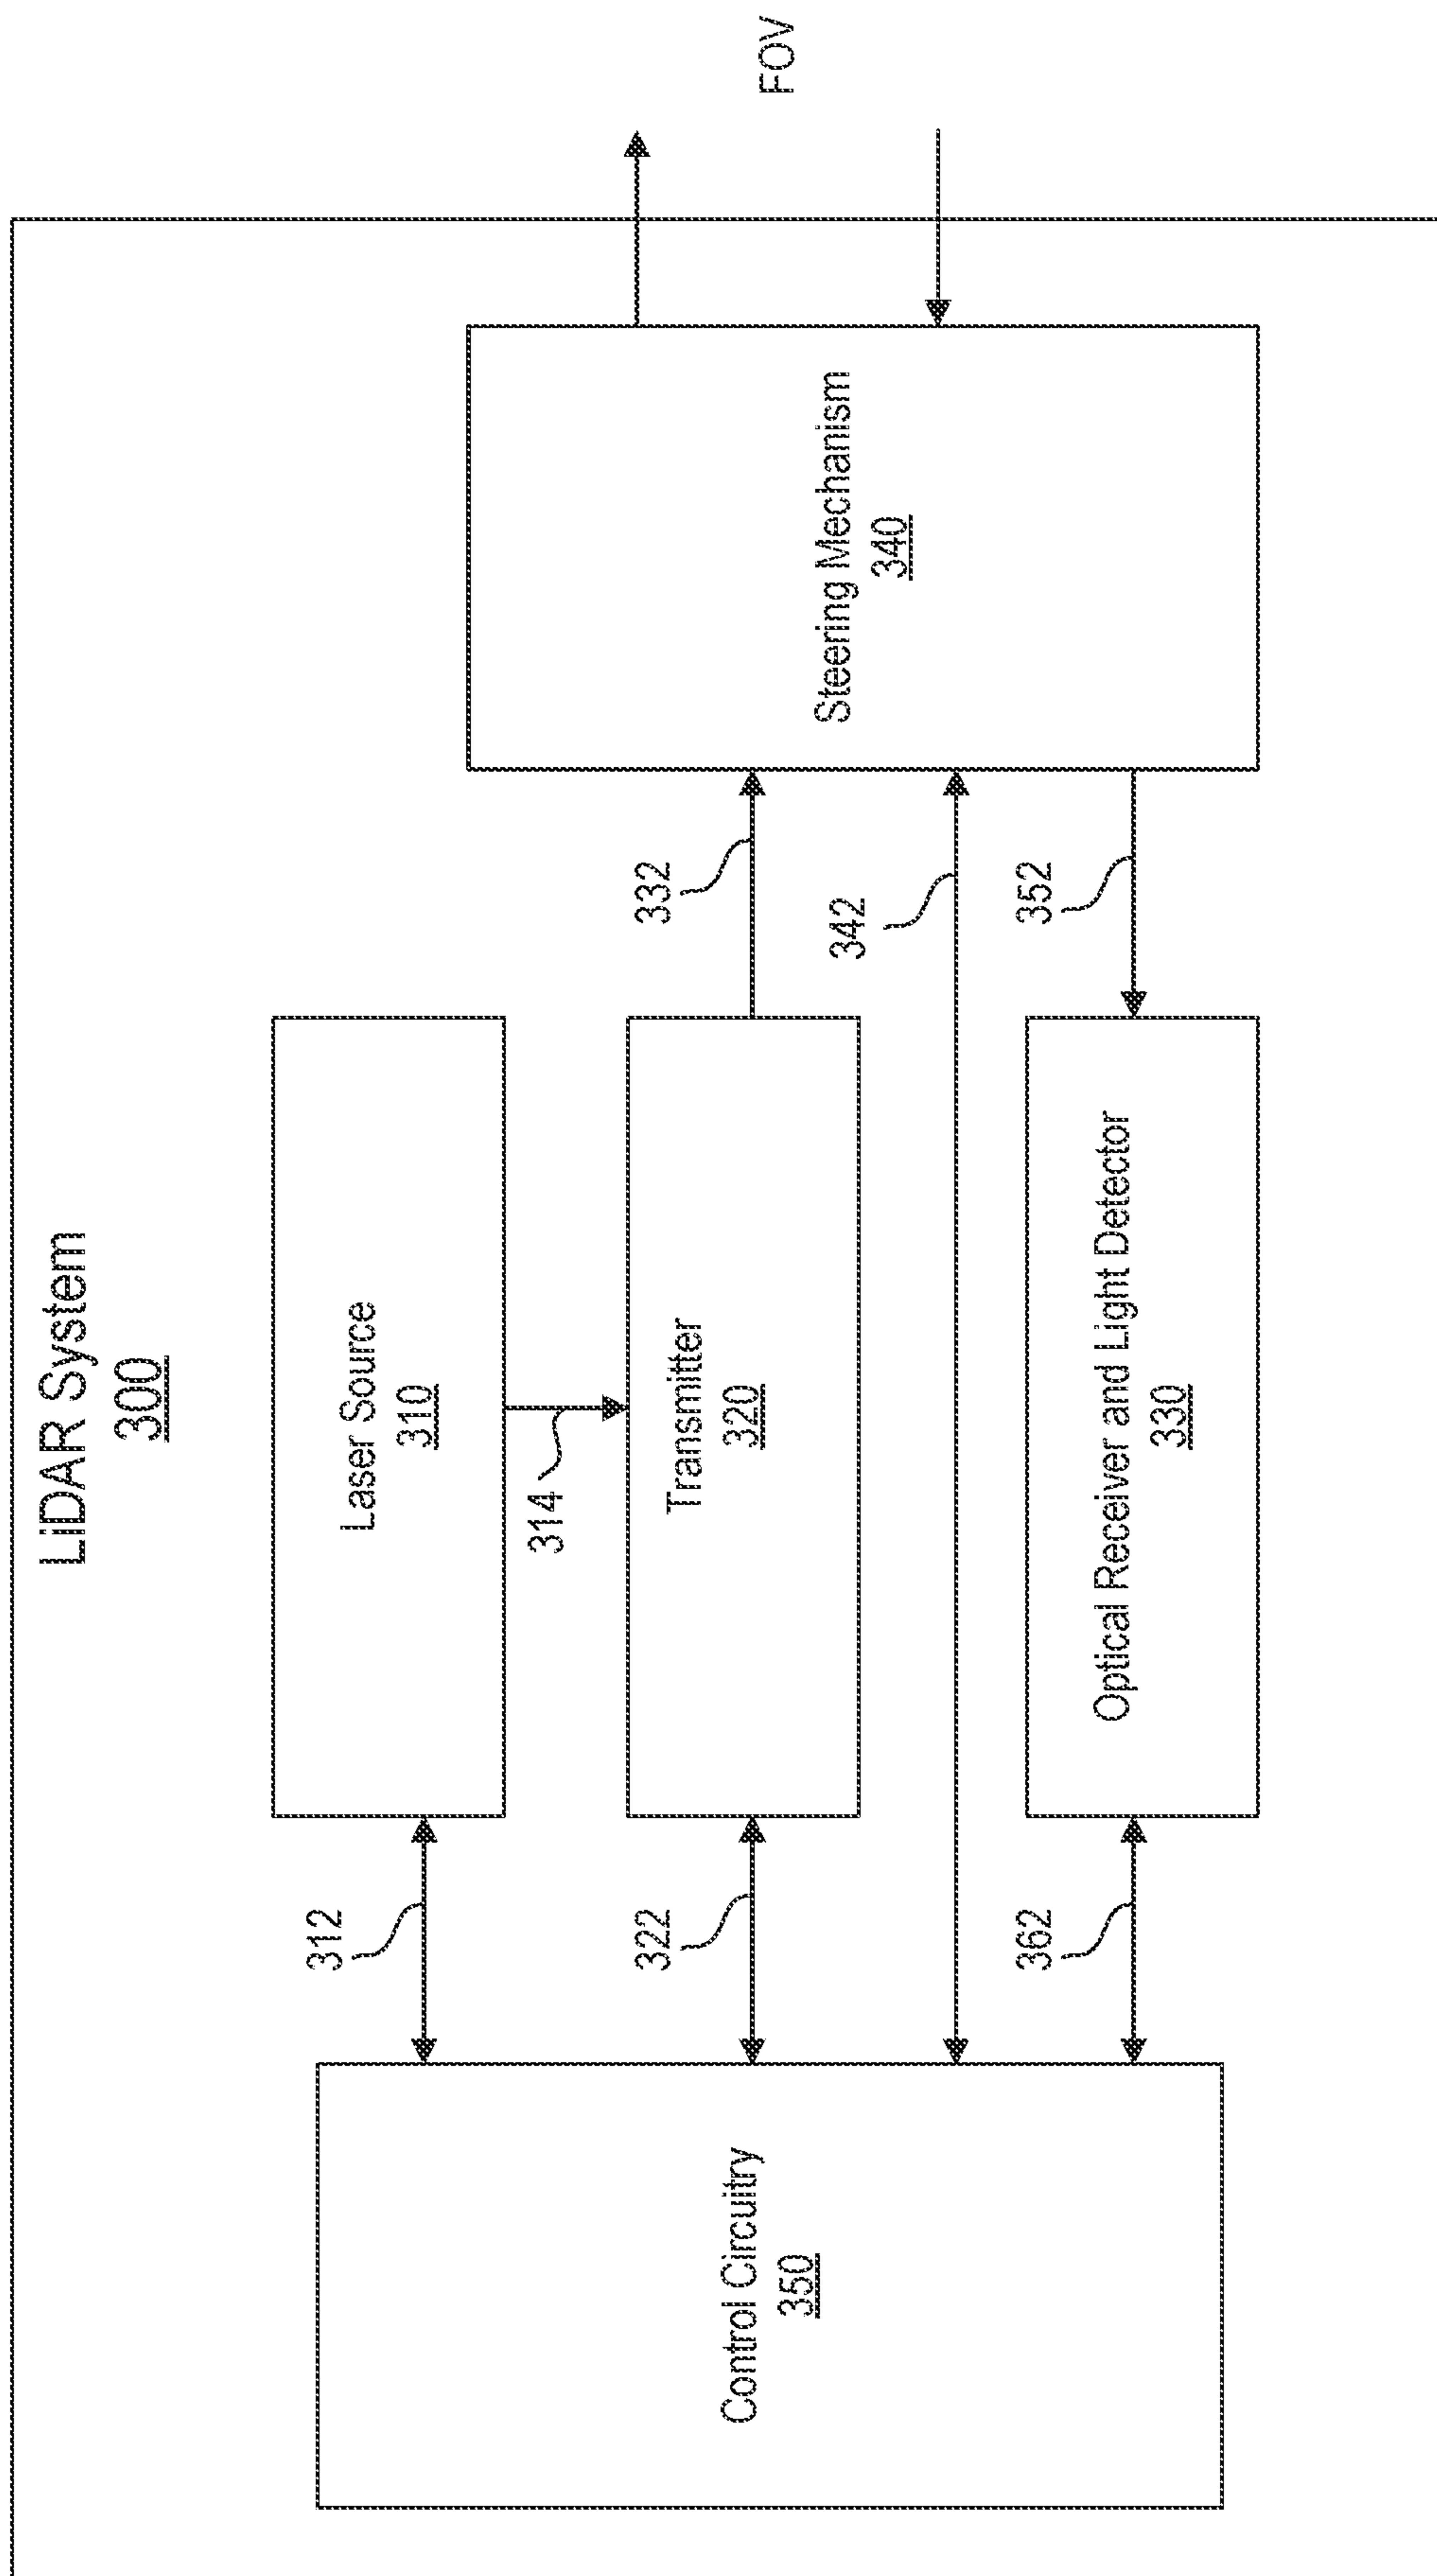 LiDAR System
300
Laser Source
310
312
314
Transmitter
320
322
332
Control Circuitry
350
342
Steering Mechanism
340
FOV
Optical Receiver and Light Detector
330
362
352